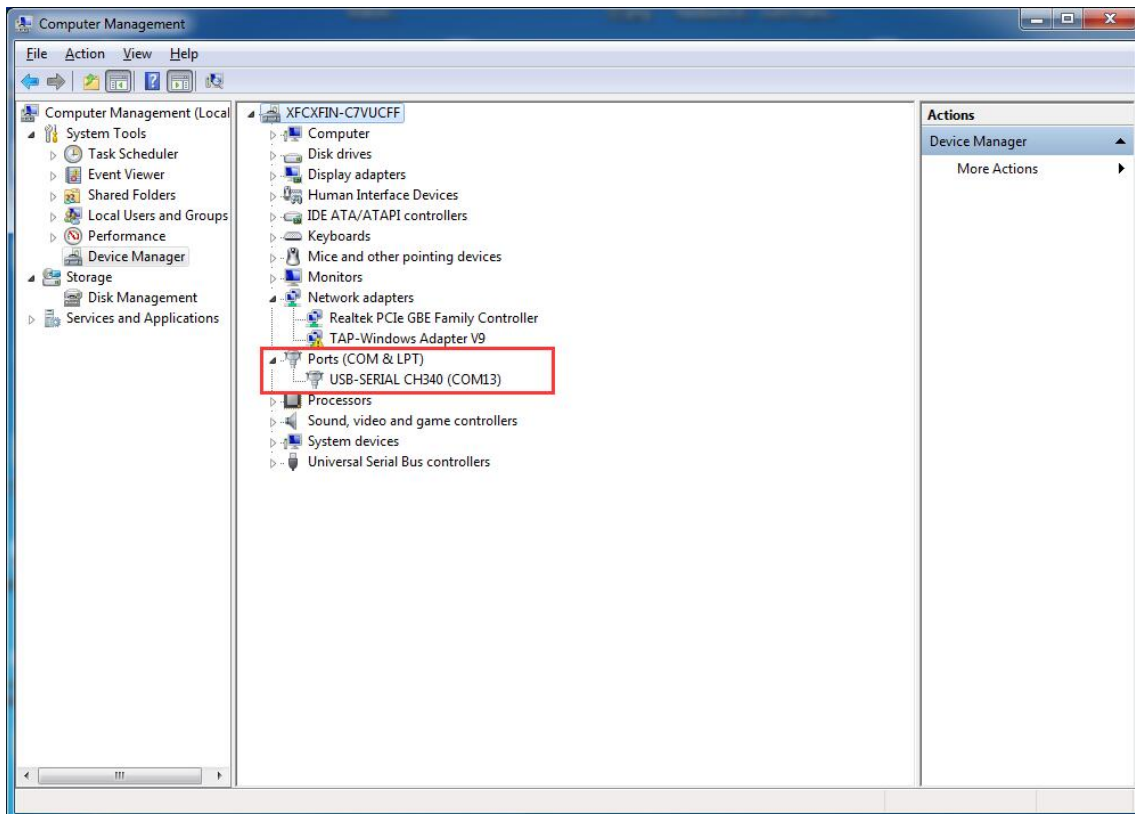 Computer Management
File Action View Help
Computer Management (Local
System Tools
Task Scheduler
Event Viewer
Shared Folders
Local Users and Groups
Performance
Device Manager
Storage
Disk Management
Services and Applications
XFCXFIN-C7VUCFF
Computer
Disk drives
Display adapters
Human Interface Devices
IDE ATA/ATAPI controllers
Keyboards
Mice and other pointing devices
Monitors
Network adapters
Realtek PCIe GBE Family Controller
TAP-Windows Adapter V9
Ports (COM & LPT)
USB-SERIAL CH340 (COM13)
Processors
Sound, video and game controllers
System devices
Universal Serial Bus controllers
Actions
Device Manager
More Actions